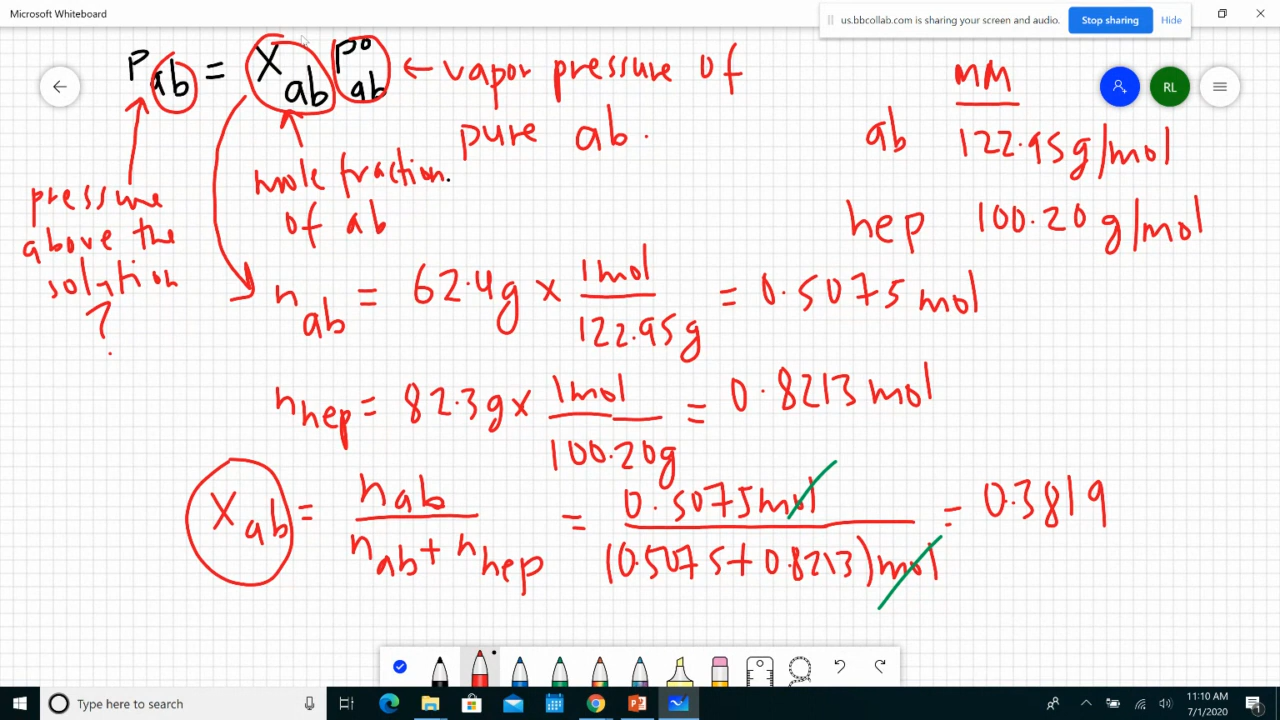 Microsoft Whiteboard
us.bbcollab.com is sharing your screen and audio. Stop sharing Hide
P ab = X ab P° ab ← vapor pressure of
pure ab.
MM
ab 122.95 g/mol
hep 100.20 g/mol
RL
mole fraction.
of ab
pressure
above the
solution
?
n ab = 62.4g × 1mol / 122.95g = 0.5075 mol
n hep = 82.3g × 1mol / 100.20g = 0.8213 mol
X ab = n ab / n ab + n hep = 0.5075 mol / (0.5075 + 0.8213) mol = 0.3819
Type here to search
11:10 AM
7/1/2020
1